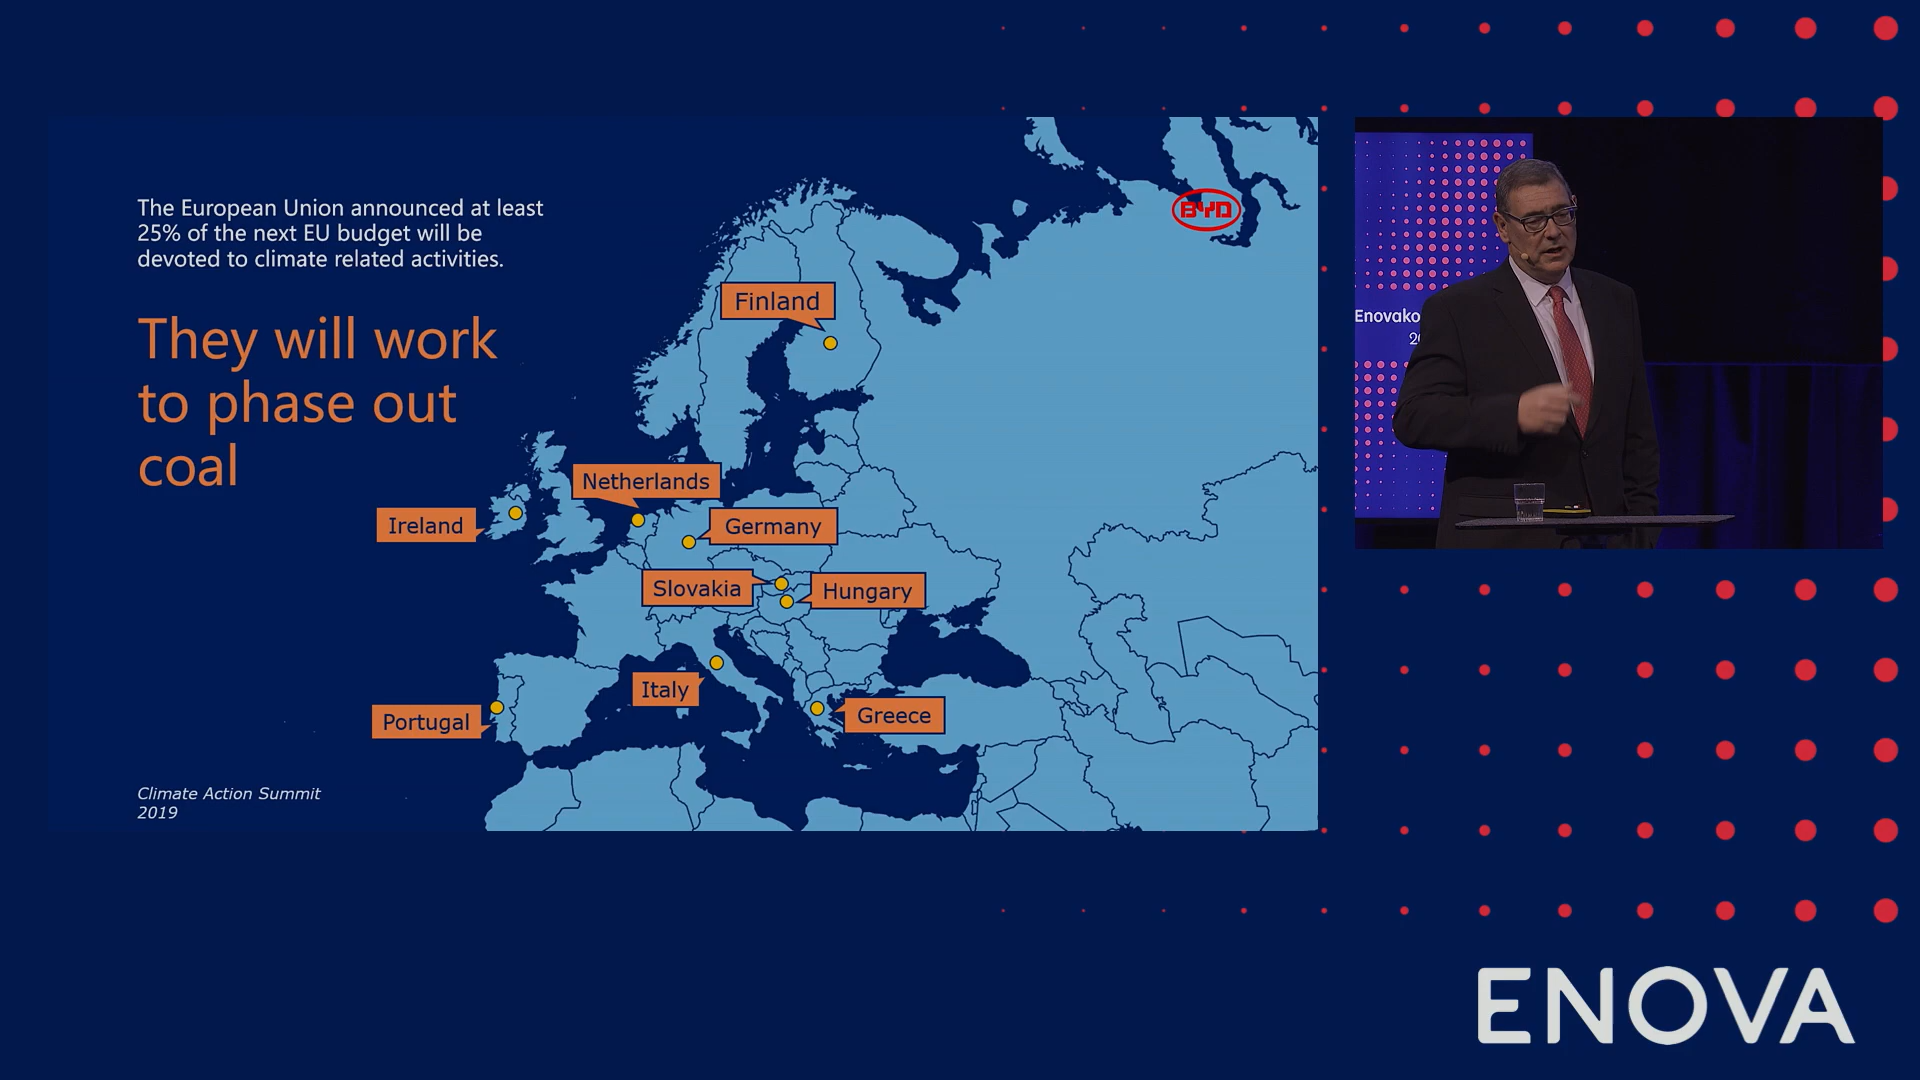 The European Union announced at least
25% of the next EU budget will be
devoted to climate related activities.
They will work
to phase out
coal
BYD
Finland
Netherlands
Ireland
Germany
Slovakia
Hungary
Italy
Portugal
Greece
Climate Action Summit
2019
Enovako
ENOVA